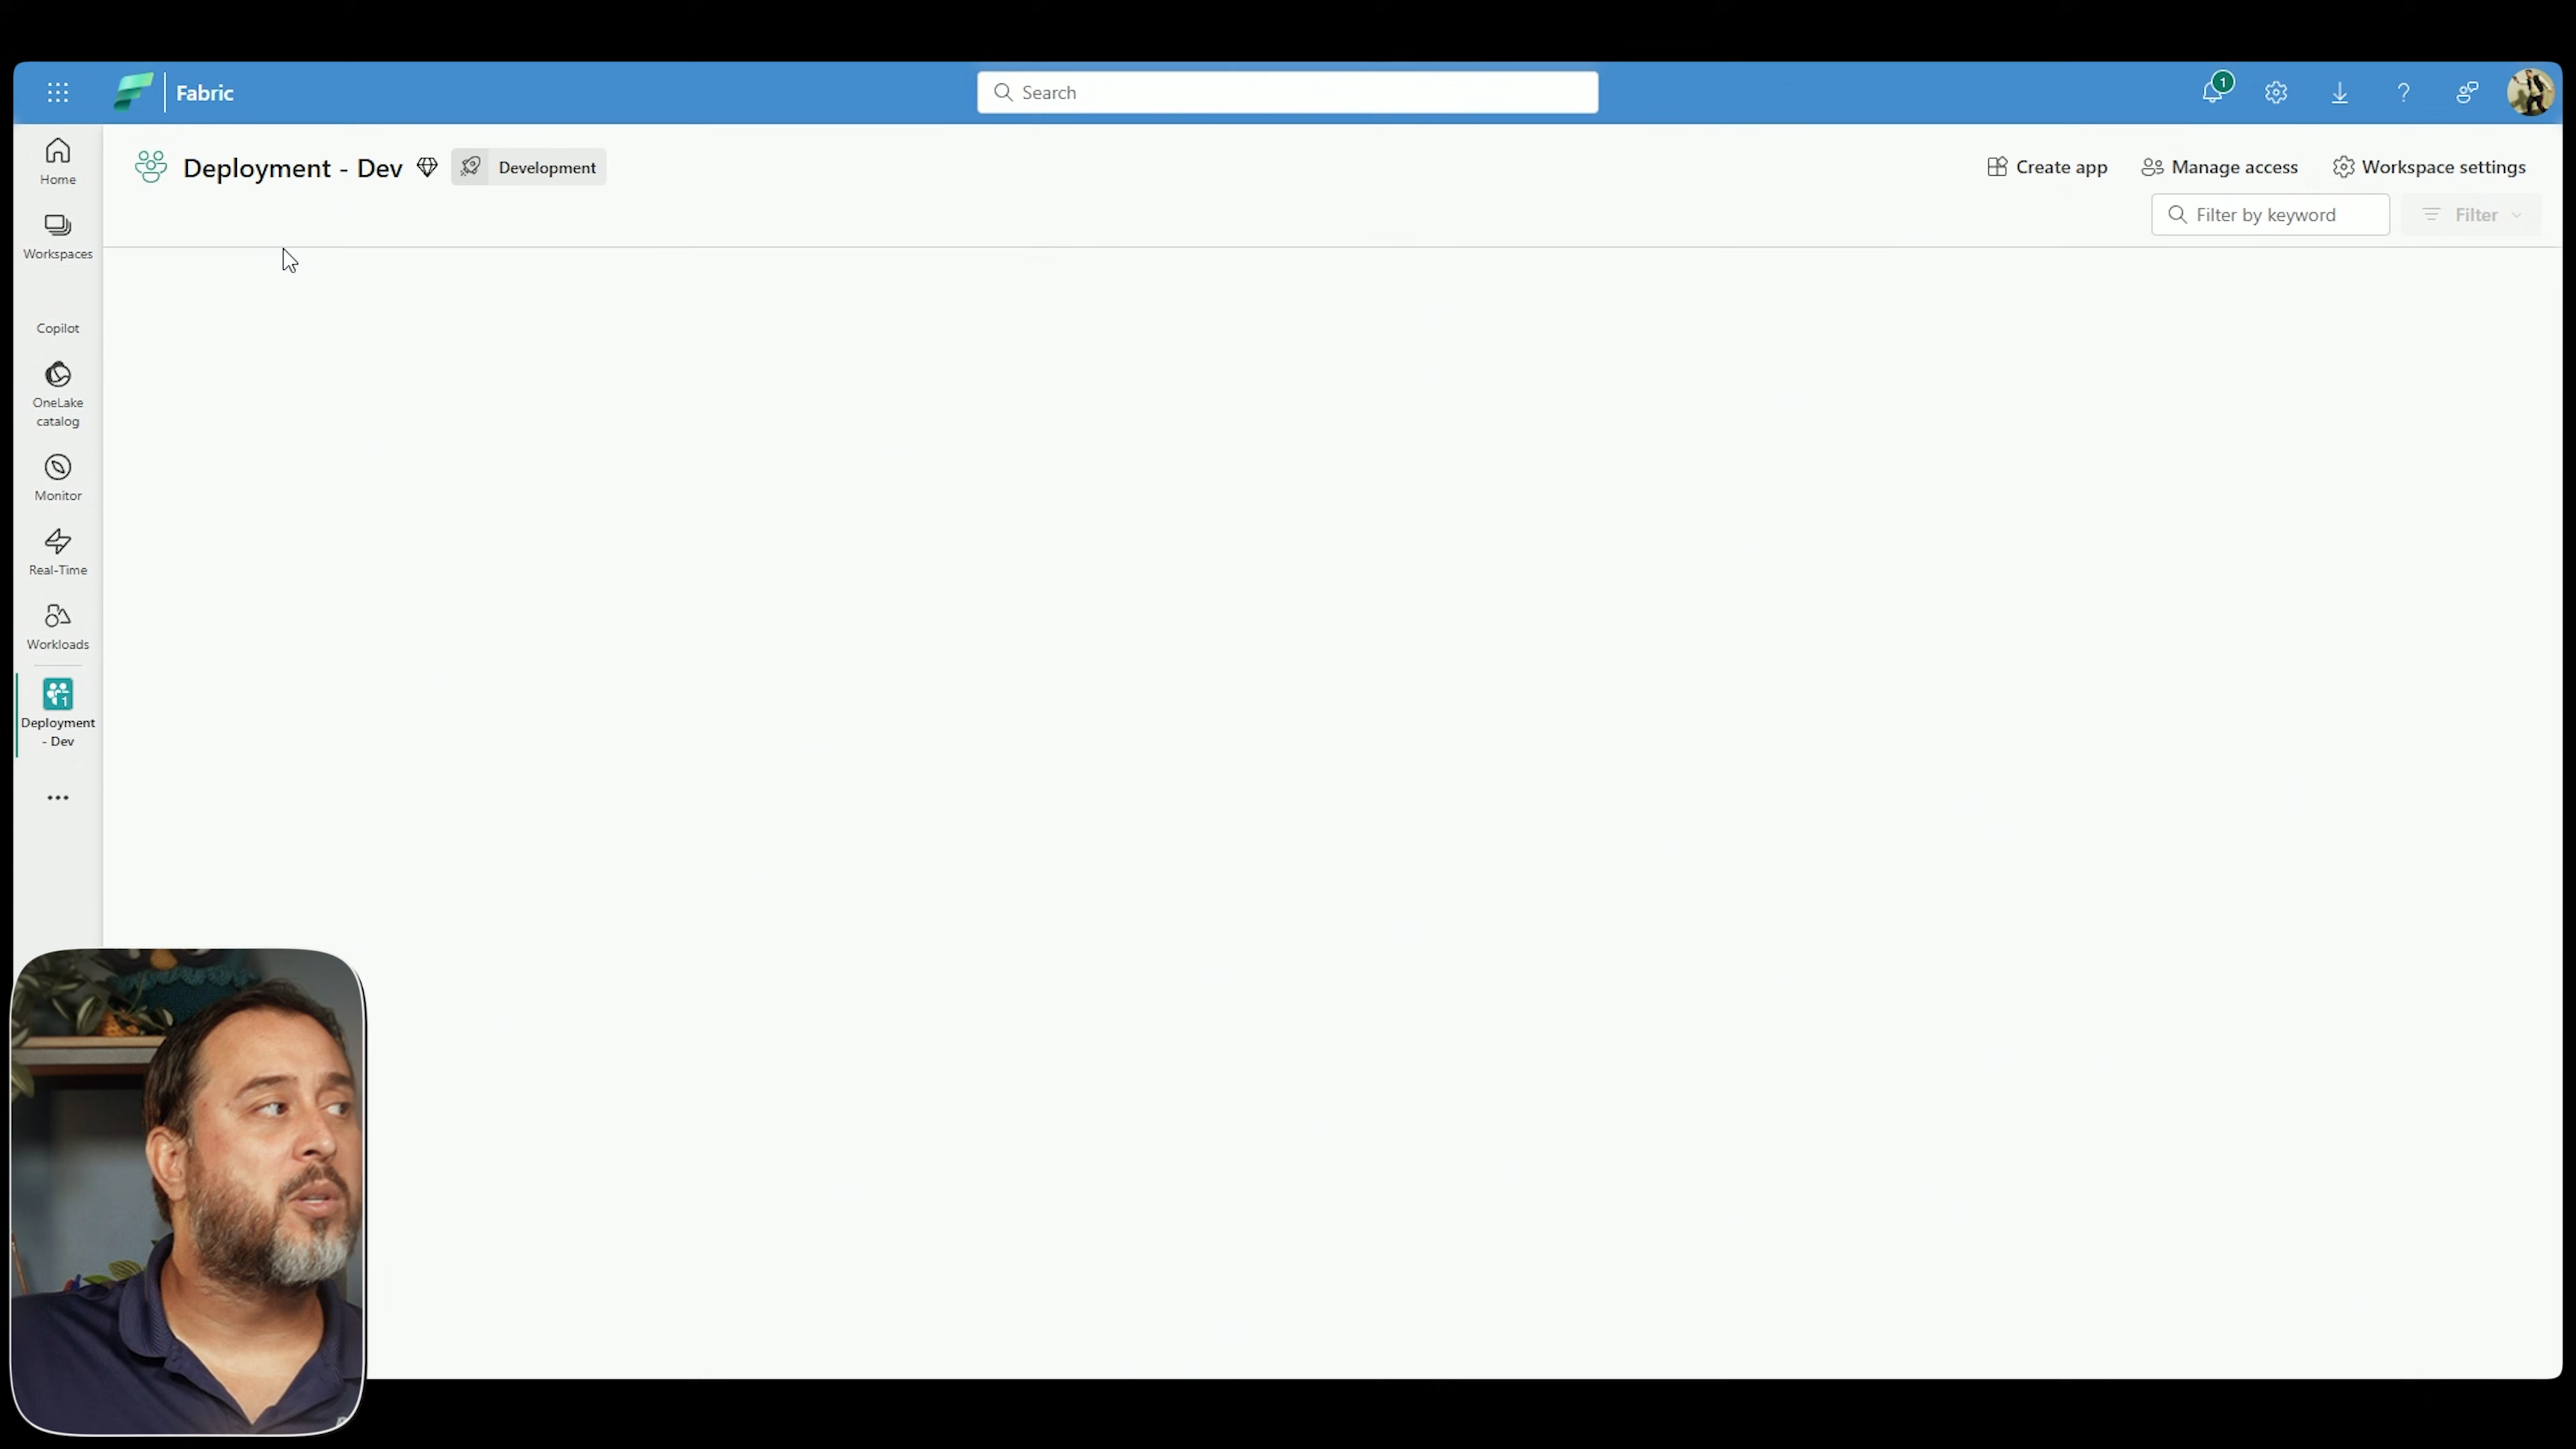 Fabric
Search
1
Home
Workspaces
Copilot
OneLake
catalog
Monitor
Real-Time
Workloads
1
Deployment
- Dev
Deployment - Dev
Development
Create app
Manage access
Workspace settings
Filter by keyword
Filter